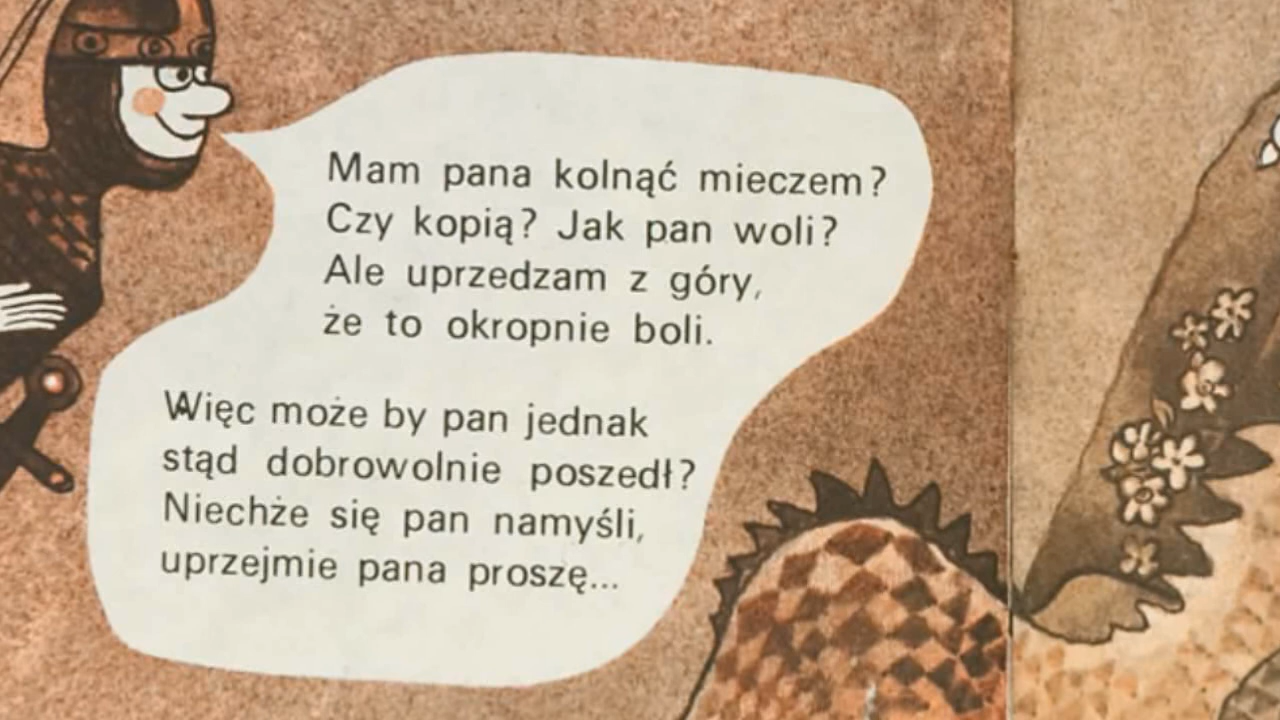 Mam pana kolnąć mieczem?
Czy kopią? Jak pan woli?
Ale uprzedzam z góry,
że to okropnie boli.
Więc może by pan jednak
stąd dobrowolnie poszedł?
Niechże się pan namyśli,
uprzejmie pana proszę...